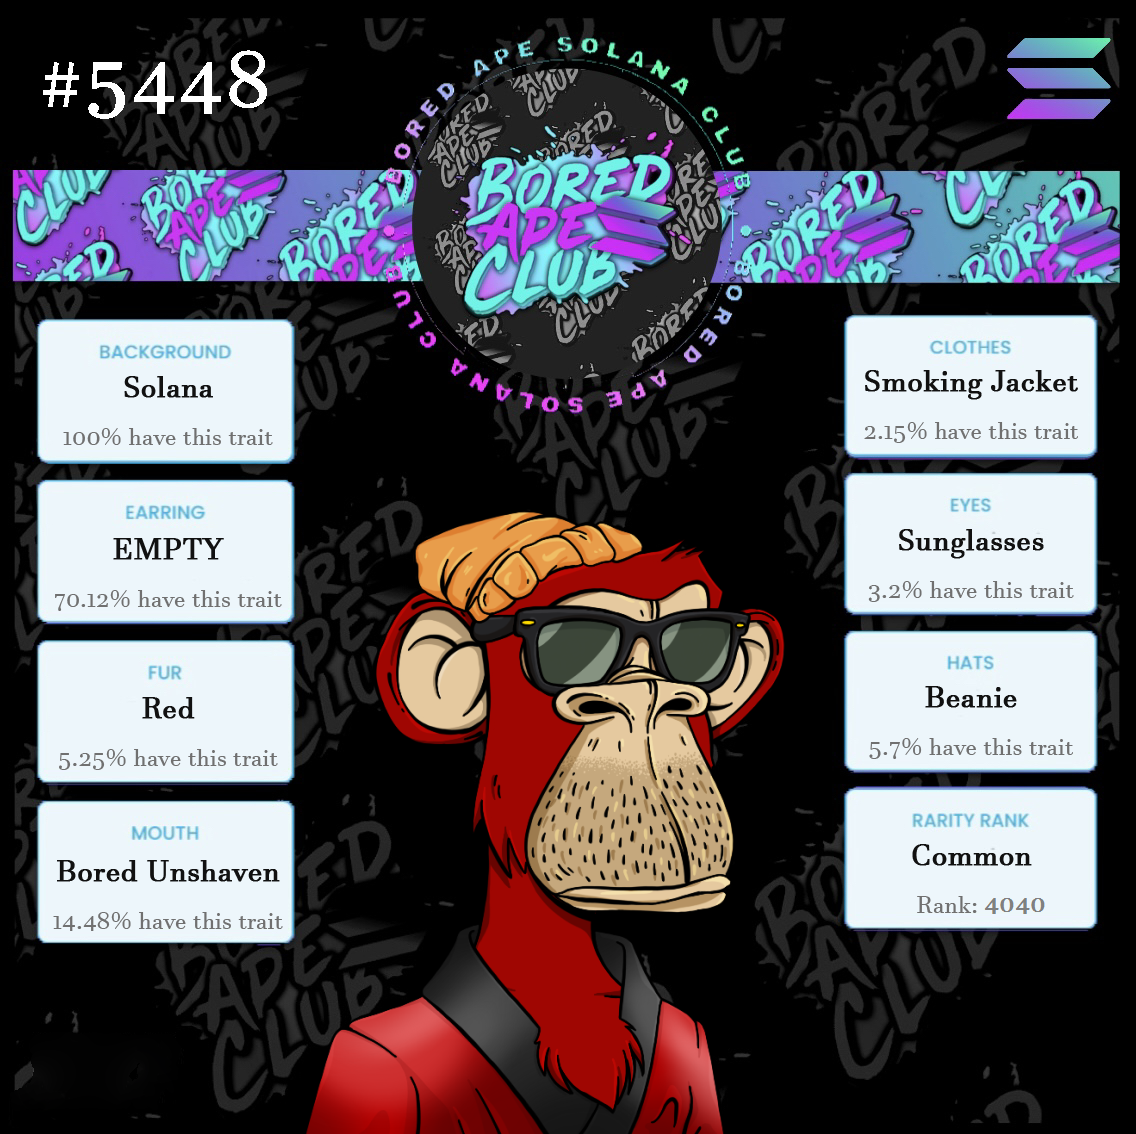 #5448
BORED APE SOLANA CLUB
BORED APE SOLANA CLUB
BORED
APE
CLUB
BACKGROUND
Solana
100% have this trait
EARRING
EMPTY
70.12% have this trait
FUR
Red
5.25% have this trait
MOUTH
Bored Unshaven
14.48% have this trait
CLOTHES
Smoking Jacket
2.15% have this trait
EYES
Sunglasses
3.2% have this trait
HATS
Beanie
5.7% have this trait
RARITY RANK
Common
Rank: 4040